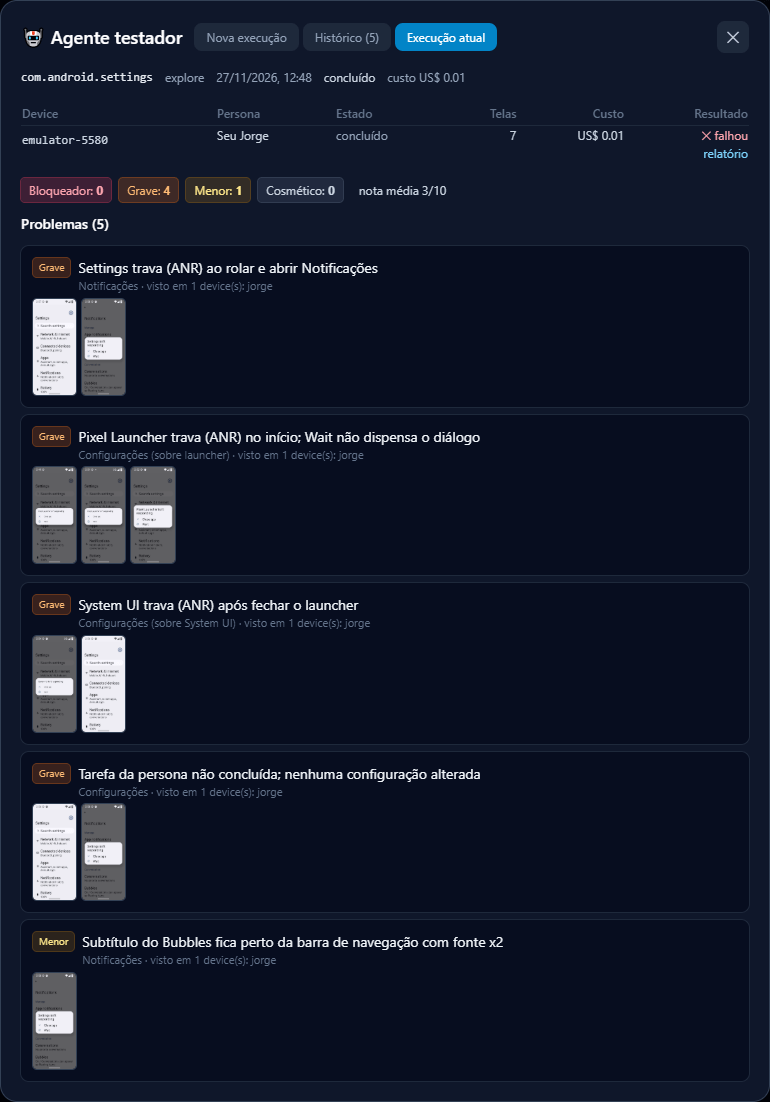 Agente testador
Nova execução
Histórico (5)
Execução atual
com.android.settings explore 27/11/2026, 12:48 concluído custo US$ 0.01
Device Persona Estado Telas Custo Resultado
emulator-5580 Seu Jorge concluído 7 US$ 0.01 ✕ falhou
relatório
Bloqueador: 0 Grave: 4 Menor: 1 Cosmético: 0 nota média 3/10
Problemas (5)
Grave Settings trava (ANR) ao rolar e abrir Notificações
Notificações · visto em 1 device(s): jorge
Grave Pixel Launcher trava (ANR) no início; Wait não dispensa o diálogo
Configurações (sobre launcher) · visto em 1 device(s): jorge
Grave System UI trava (ANR) após fechar o launcher
Configurações (sobre System UI) · visto em 1 device(s): jorge
Grave Tarefa da persona não concluída; nenhuma configuração alterada
Configurações · visto em 1 device(s): jorge
Menor Subtítulo do Bubbles fica perto da barra de navegação com fonte x2
Notificações · visto em 1 device(s): jorge